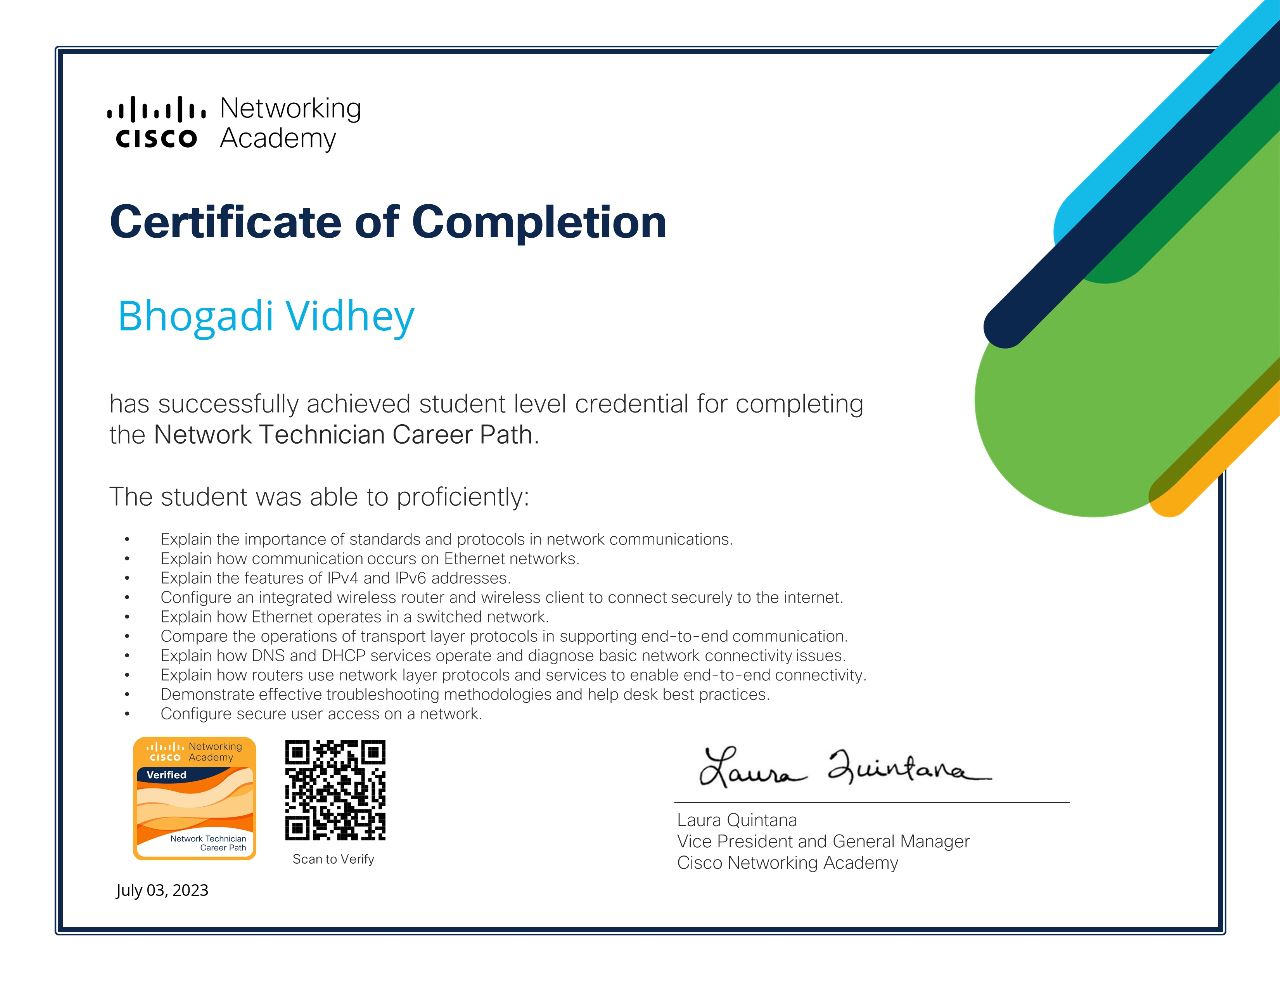 CISCO Networking
Academy
Certificate of Completion
Bhogadi Vidhey
has successfully achieved student level credential for completing
the Network Technician Career Path.
The student was able to proficiently:
• Explain the importance of standards and protocols in network communications.
• Explain how communication occurs on Ethernet networks.
• Explain the features of IPv4 and IPv6 addresses.
• Configure an integrated wireless router and wireless client to connect securely to the internet.
• Explain how Ethernet operates in a switched network.
• Compare the operations of transport layer protocols in supporting end-to-end communication.
• Explain how DNS and DHCP services operate and diagnose basic network connectivity issues.
• Explain how routers use network layer protocols and services to enable end-to-end connectivity.
• Demonstrate effective troubleshooting methodologies and help desk best practices.
• Configure secure user access on a network.
CISCO Networking
Academy
Verified
Network Technician
Career Path
Scan to Verify
July 03, 2023
Laura Quintana
Laura Quintana
Vice President and General Manager
Cisco Networking Academy